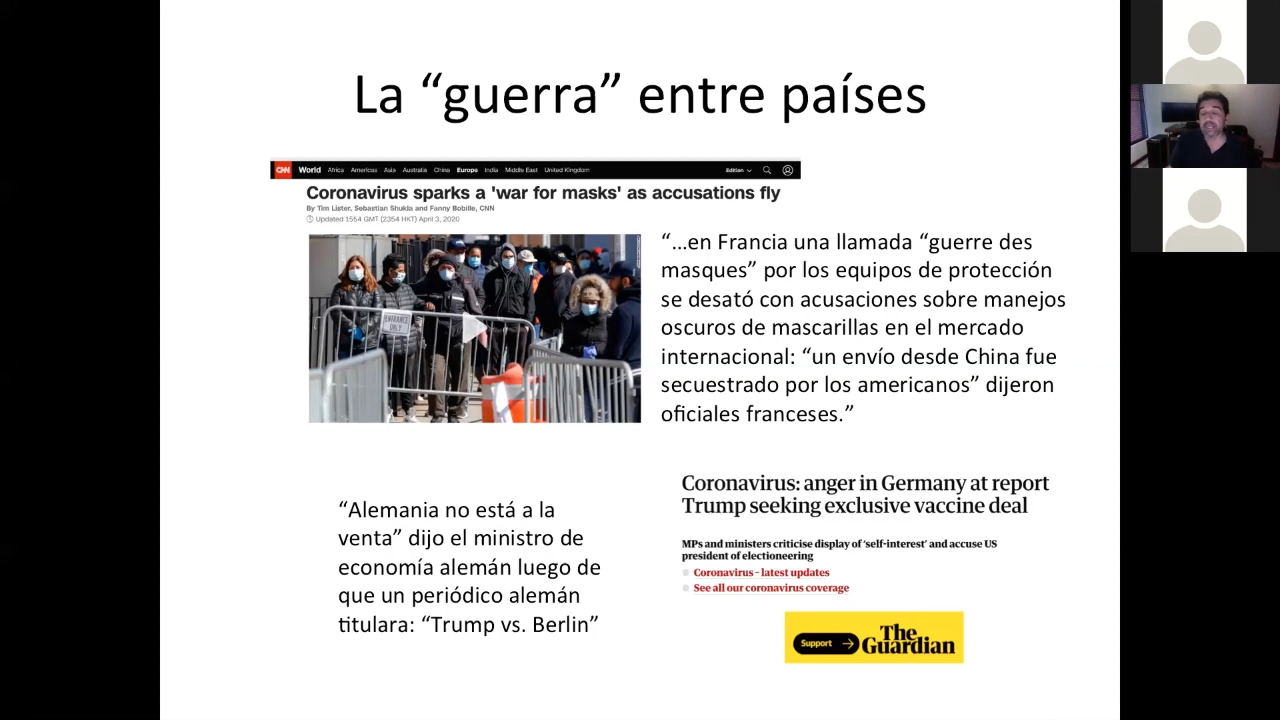 La “guerra” entre países
CNN World Africa Americas Asia Australia China Europe India Middle East United Kingdom Edition
Coronavirus sparks a 'war for masks' as accusations fly
By Tim Lister, Sebastian Shukla and Fanny Bobille, CNN
Updated 1554 GMT (2354 HKT) April 3, 2020
ENTRANCE
ONLY
“...en Francia una llamada “guerre des
masques” por los equipos de protección
se desató con acusaciones sobre manejos
oscuros de mascarillas en el mercado
internacional: “un envío desde China fue
secuestrado por los americanos” dijeron
oficiales franceses.”
“Alemania no está a la
venta” dijo el ministro de
economía alemán luego de
que un periódico alemán
titulara: “Trump vs. Berlin”
Coronavirus: anger in Germany at report
Trump seeking exclusive vaccine deal
MPs and ministers criticise display of ‘self-interest’ and accuse US
president of electioneering
Coronavirus – latest updates
See all our coronavirus coverage
Support
The
Guardian